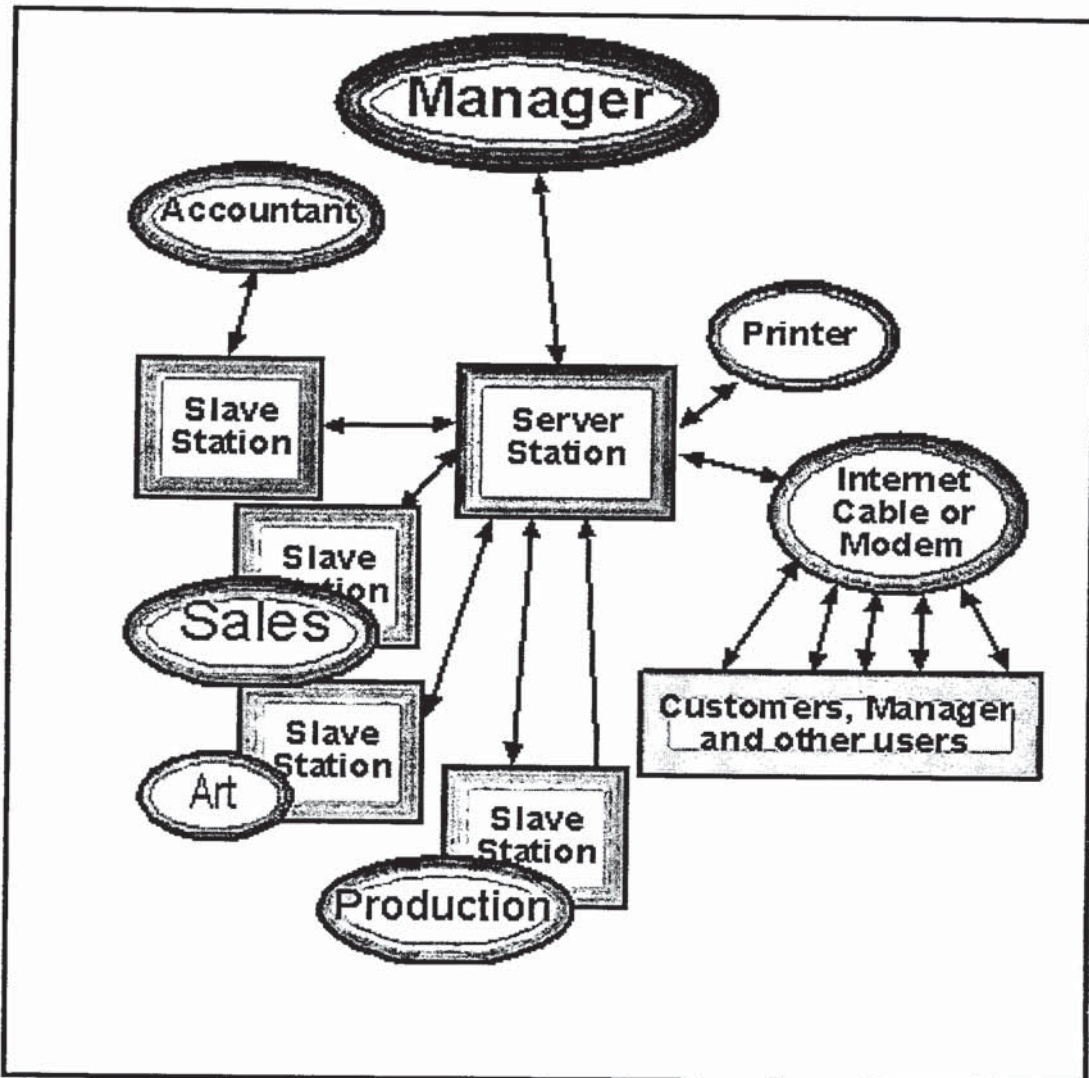 Manager
Accountant
Printer
Slave
Station
Server
Station
Internet
Cable or
Modem
Slave
Station
Sales
Customers, Manager
and other users
Slave
Station
Art
Slave
Station
Production